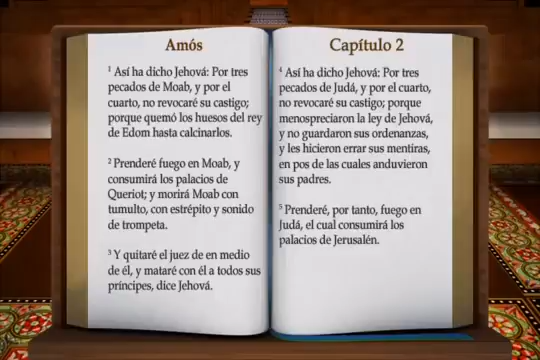 Amós
¹ Así ha dicho Jehová: Por tres
pecados de Moab, y por el
cuarto, no revocaré su castigo;
porque quemó los huesos del rey
de Edom hasta calcinarlos.
² Prenderé fuego en Moab, y
consumirá los palacios de
Queriot; y morirá Moab con
tumulto, con estrépito y sonido
de trompeta.
³ Y quitaré el juez de en medio
de él, y mataré con él a todos sus
príncipes, dice Jehová.
Capítulo 2
⁴ Así ha dicho Jehová: Por tres
pecados de Judá, y por el cuarto,
no revocaré su castigo; porque
menospreciaron la ley de Jehová,
y no guardaron sus ordenanzas,
y les hicieron errar sus mentiras,
en pos de las cuales anduvieron
sus padres.
⁵ Prenderé, por tanto, fuego en
Judá, el cual consumirá los
palacios de Jerusalén.